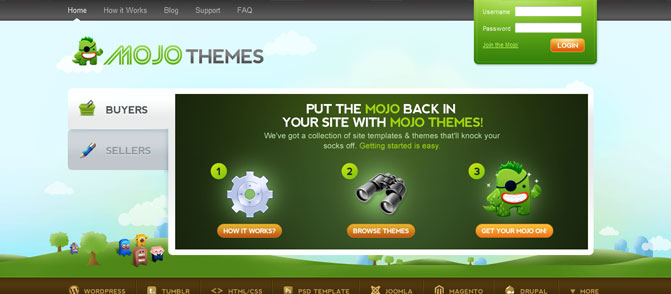 Home How it Works Blog Support FAQ
Username
Password
Join the Mojo LOGIN
MOJO THEMES
BUYERS
SELLERS
PUT THE MOJO BACK IN
YOUR SITE WITH MOJO THEMES!
We've got a collection of site templates & themes that'll knock your
socks off. Getting started is easy.
1 2 3
HOW IT WORKS? BROWSE THEMES GET YOUR MOJO ON!
WORDPRESS TUMBLR HTML/CSS PSD TEMPLATE JOOMLA MAGENTO DRUPAL MORE